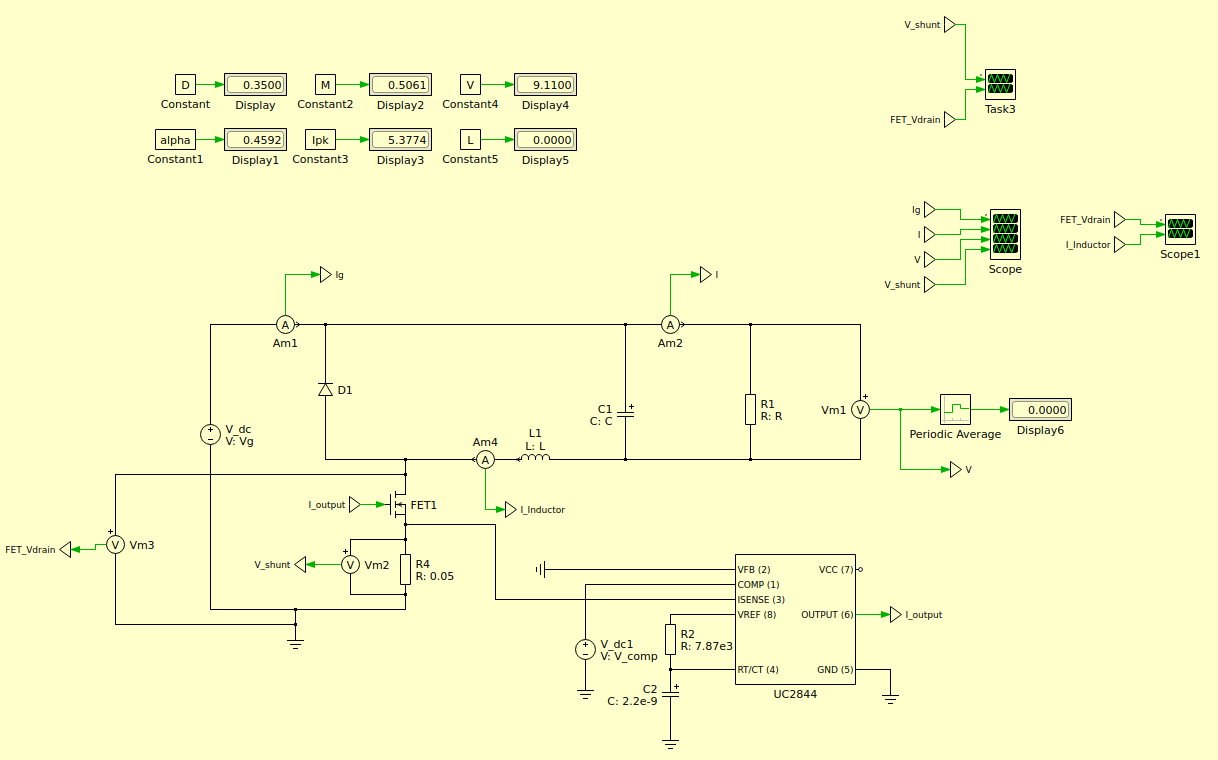 V_shunt
FET_Vdrain
Task3
D
Constant
0.3500
Display
M
Constant2
0.5061
Display2
V
Constant4
9.1100
Display4
alpha
Constant1
0.4592
Display1
Ipk
Constant3
5.3774
Display3
L
Constant5
0.0000
Display5
Ig
I
V
V_shunt
Scope
FET_Vdrain
I_Inductor
Scope1
Ig
A
Am1
I
A
Am2
D1
C1
C: C
+
R1
R: R
Vm1
V
+
Periodic Average
0.0000
Display6
V
V_dc
V: Vg
+
Am4
A
L1
L: L
I_Inductor
I_output
FET1
FET_Vdrain
V
+
Vm3
V_shunt
V
+
Vm2
R4
R: 0.05
VFB (2)
COMP (1)
ISENSE (3)
VREF (8)
RT/CT (4)
VCC (7)
OUTPUT (6)
GND (5)
UC2844
I_output
V_dc1
V: V_comp
+
R2
R: 7.87e3
C2
C: 2.2e-9
+